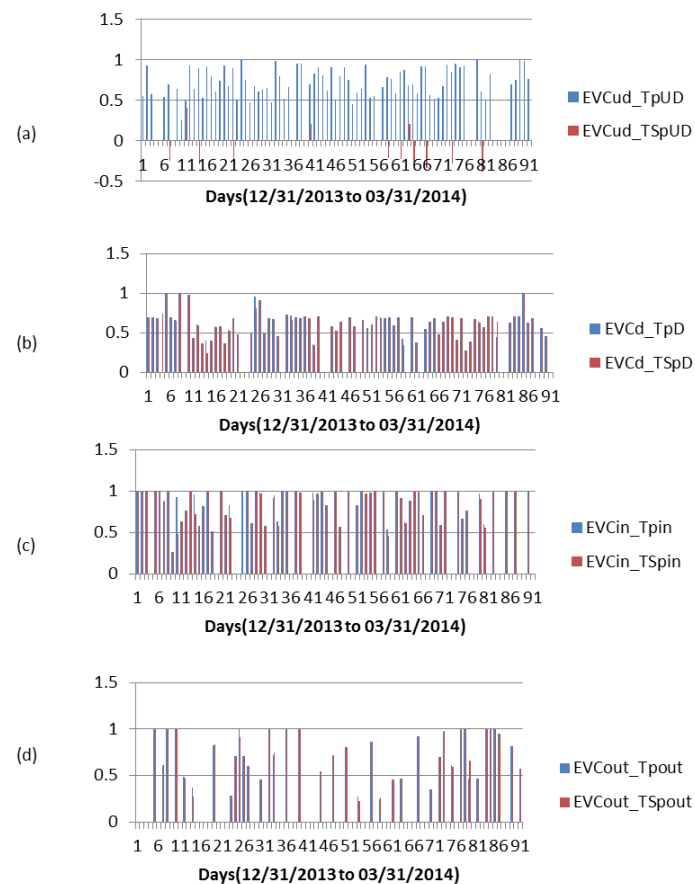 (a)
1.5
1
0.5
0
-0.5
1 6 11 16 21 26 31 36 41 46 51 56 61 66 71 76 81 86 91
Days(12/31/2013 to 03/31/2014)
EVCud_TpUD
EVCud_TSpUD
(b)
1.5
1
0.5
0
1 6 11 16 21 26 31 36 41 46 51 56 61 66 71 76 81 86 91
Days(12/31/2013 to 03/31/2014)
EVCd_TpD
EVCd_TSpD
(c)
1.5
1
0.5
0
1 6 11 16 21 26 31 36 41 46 51 56 61 66 71 76 81 86 91
Days(12/31/2013 to 03/31/2014)
EVCin_Tpin
EVCin_TSpin
(d)
1.5
1
0.5
0
1 6 11 16 21 26 31 36 41 46 51 56 61 66 71 76 81 86 91
Days(12/31/2013 to 03/31/2014)
EVCout_Tpout
EVCout_TSpout